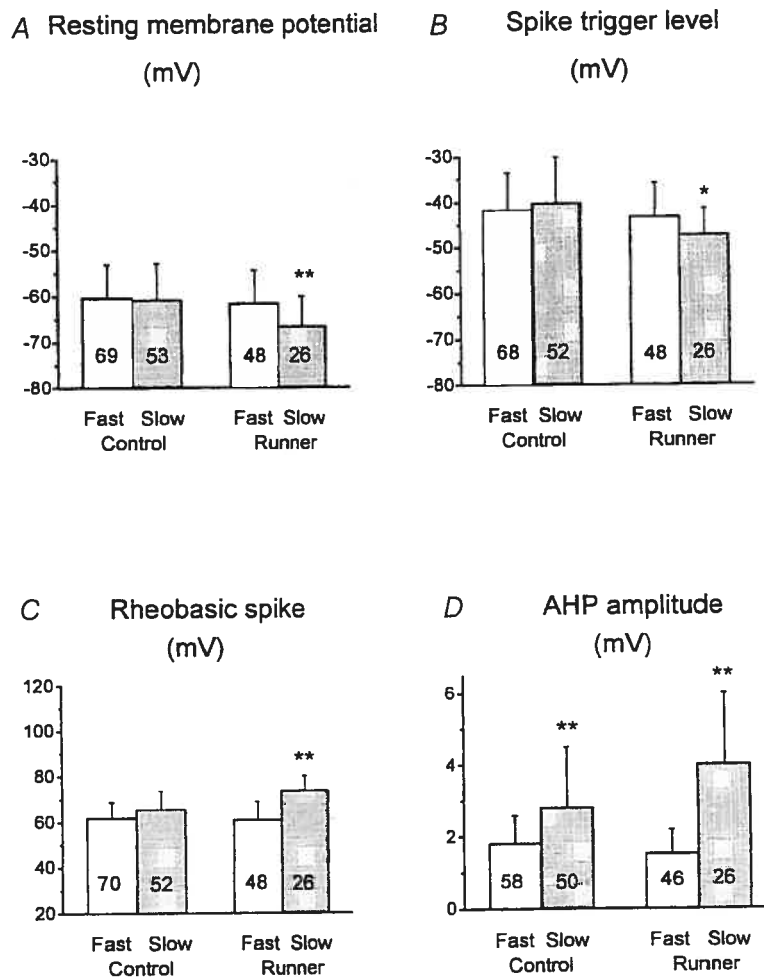 A Resting membrane potential
(mV)
-30
-40
-50
-60
-70
-80
**
69 53 48 26
Fast Slow Fast Slow
Control Runner
B Spike trigger level
(mV)
-30
-40
-50
-60
-70
-80
*
68 52 48 26
Fast Slow Fast Slow
Control Runner
C Rheobasic spike
(mV)
120
100
80
60
40
20
**
70 52 48 26
Fast Slow Fast Slow
Control Runner
D AHP amplitude
(mV)
6
4
2
0
** **
58 50 46 26
Fast Slow Fast Slow
Control Runner